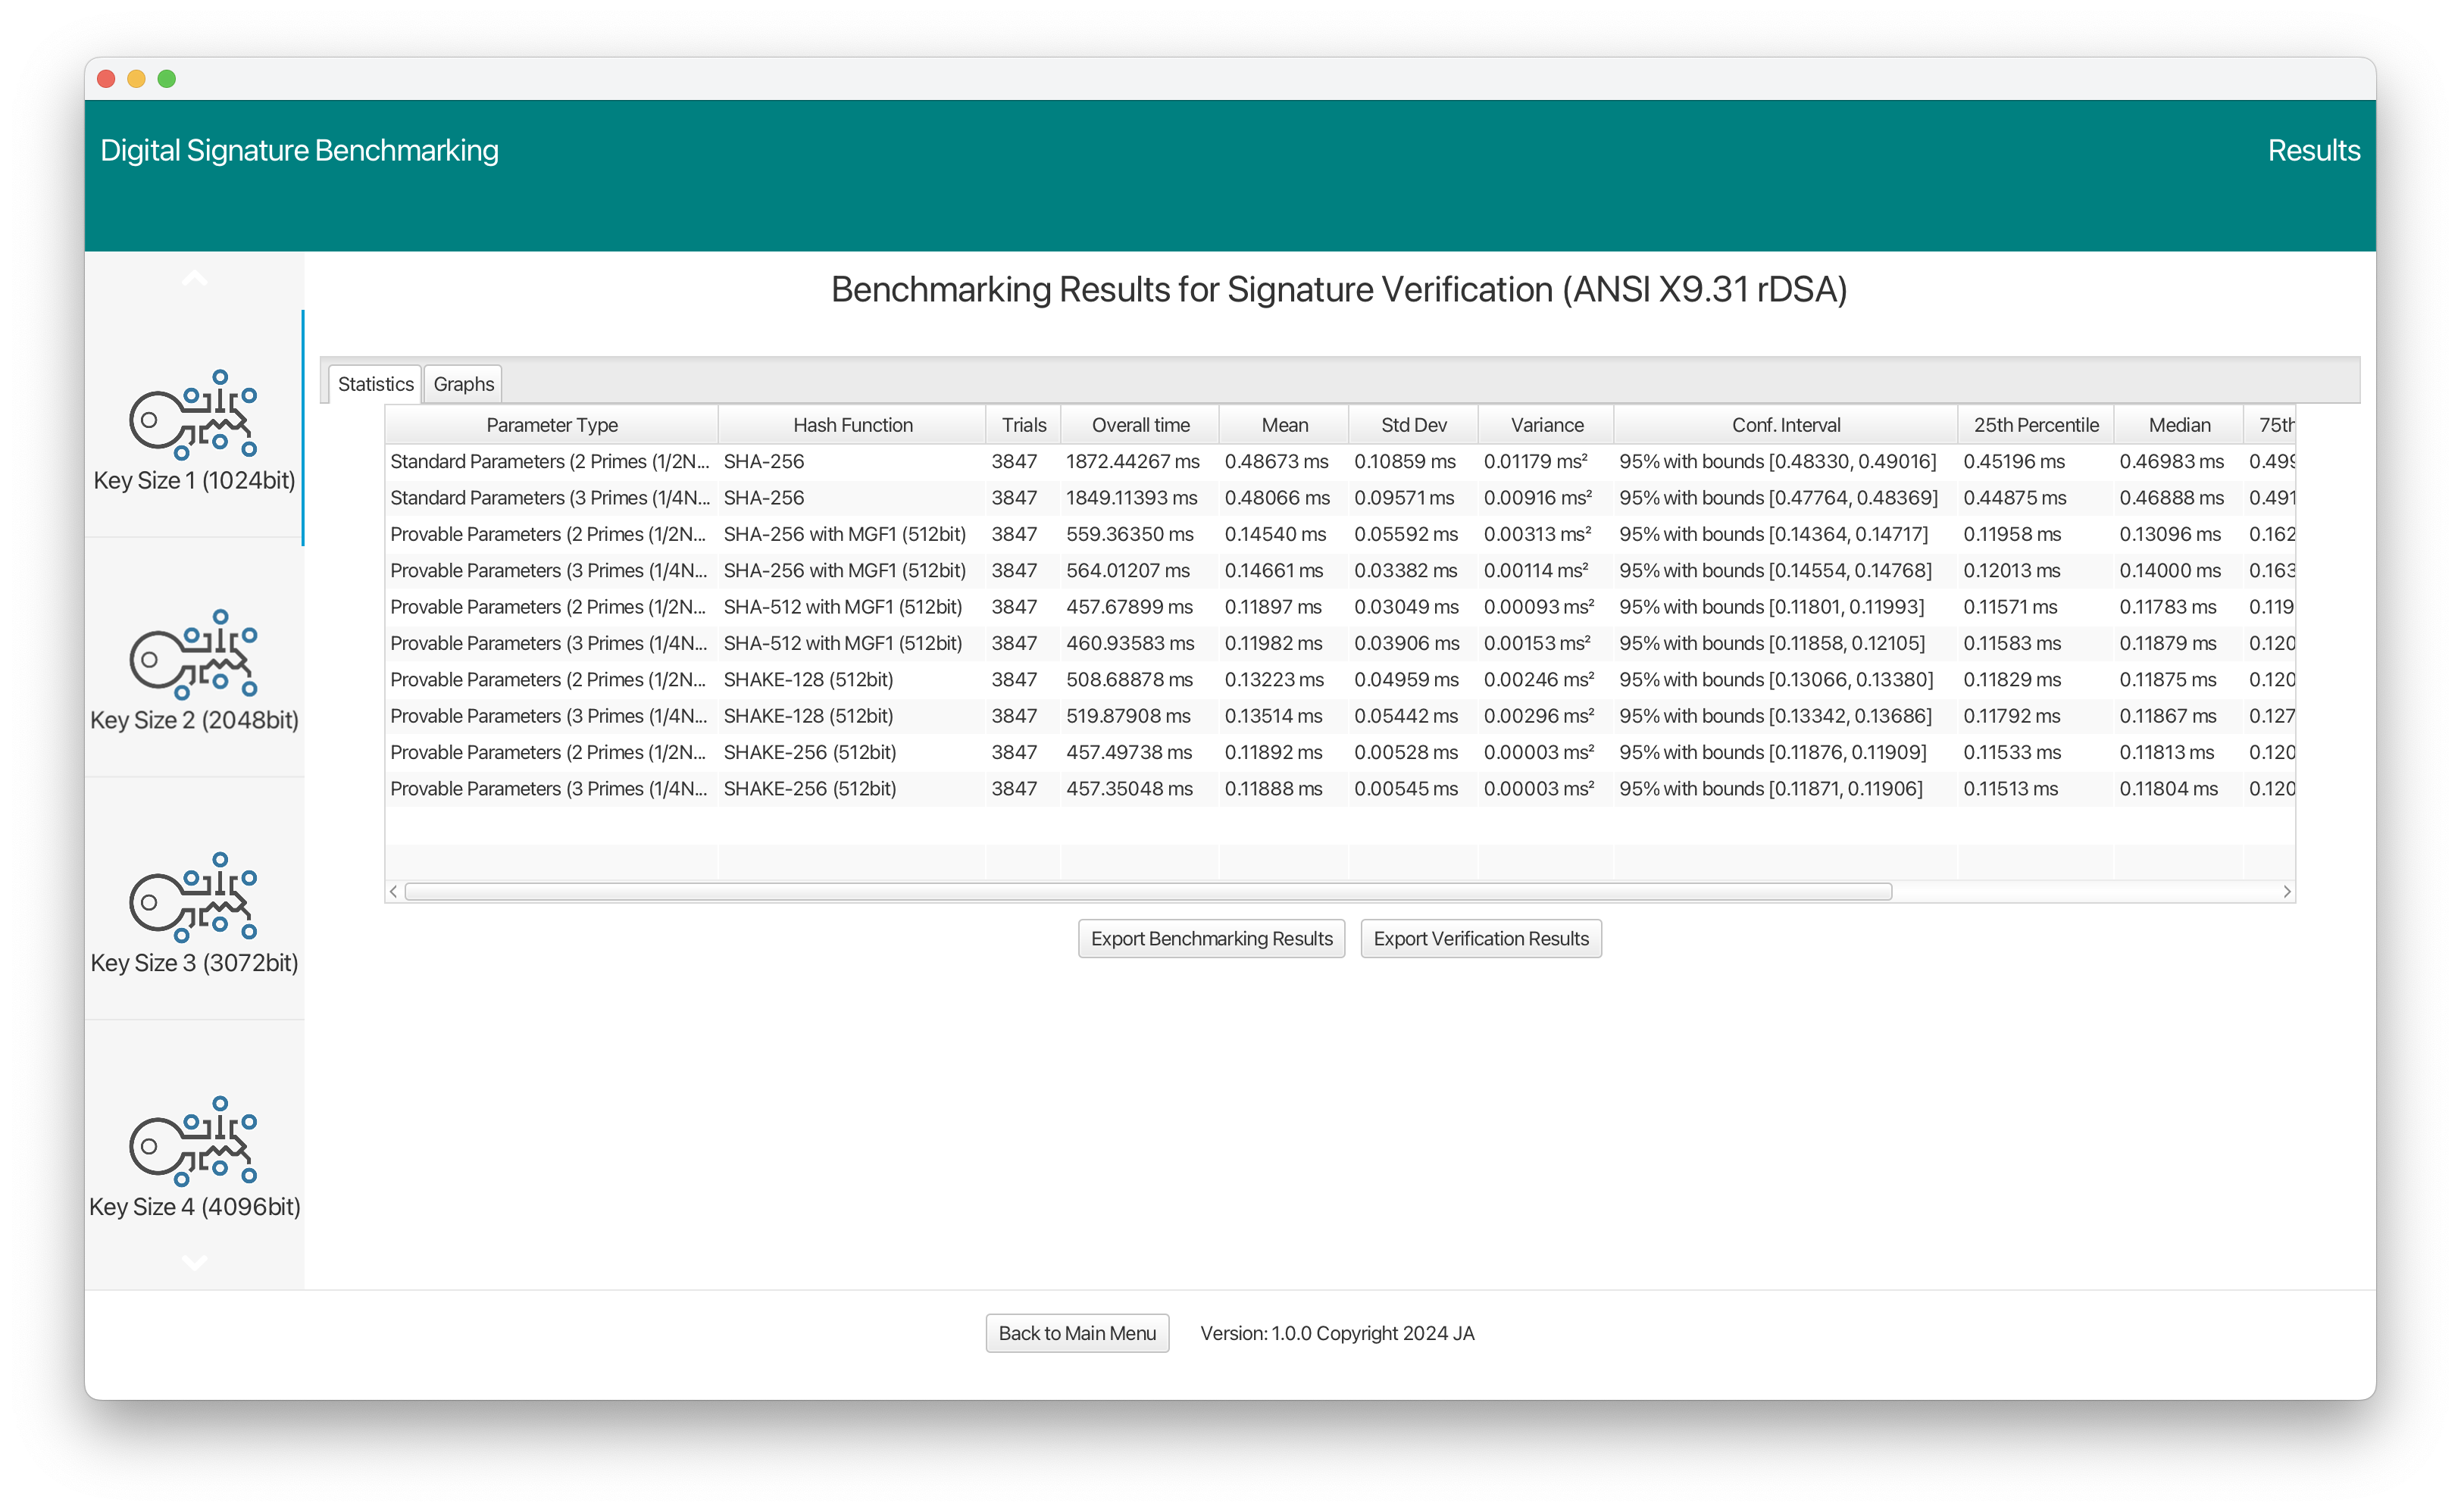 Digital Signature Benchmarking
Results
Benchmarking Results for Signature Verification (ANSI X9.31 rDSA)
Key Size 1 (1024bit)
Key Size 2 (2048bit)
Key Size 3 (3072bit)
Key Size 4 (4096bit)
Statistics Graphs
Parameter Type Hash Function Trials Overall time Mean Std Dev Variance Conf. Interval 25th Percentile Median 75th
Standard Parameters (2 Primes (1/2N... SHA-256 3847 1872.44267 ms 0.48673 ms 0.10859 ms 0.01179 ms² 95% with bounds [0.48330, 0.49016] 0.45196 ms 0.46983 ms 0.499
Standard Parameters (3 Primes (1/4N... SHA-256 3847 1849.11393 ms 0.48066 ms 0.09571 ms 0.00916 ms² 95% with bounds [0.47764, 0.48369] 0.44875 ms 0.46888 ms 0.491
Provable Parameters (2 Primes (1/2N... SHA-256 with MGF1 (512bit) 3847 559.36350 ms 0.14540 ms 0.05592 ms 0.00313 ms² 95% with bounds [0.14364, 0.14717] 0.11958 ms 0.13096 ms 0.162
Provable Parameters (3 Primes (1/4N... SHA-256 with MGF1 (512bit) 3847 564.01207 ms 0.14661 ms 0.03382 ms 0.00114 ms² 95% with bounds [0.14554, 0.14768] 0.12013 ms 0.14000 ms 0.163
Provable Parameters (2 Primes (1/2N... SHA-512 with MGF1 (512bit) 3847 457.67899 ms 0.11897 ms 0.03049 ms 0.00093 ms² 95% with bounds [0.11801, 0.11993] 0.11571 ms 0.11783 ms 0.119
Provable Parameters (3 Primes (1/4N... SHA-512 with MGF1 (512bit) 3847 460.93583 ms 0.11982 ms 0.03906 ms 0.00153 ms² 95% with bounds [0.11858, 0.12105] 0.11583 ms 0.11879 ms 0.120
Provable Parameters (2 Primes (1/2N... SHAKE-128 (512bit) 3847 508.68878 ms 0.13223 ms 0.04959 ms 0.00246 ms² 95% with bounds [0.13066, 0.13380] 0.11829 ms 0.11875 ms 0.120
Provable Parameters (3 Primes (1/4N... SHAKE-128 (512bit) 3847 519.87908 ms 0.13514 ms 0.05442 ms 0.00296 ms² 95% with bounds [0.13342, 0.13686] 0.11792 ms 0.11867 ms 0.127
Provable Parameters (2 Primes (1/2N... SHAKE-256 (512bit) 3847 457.49738 ms 0.11892 ms 0.00528 ms 0.00003 ms² 95% with bounds [0.11876, 0.11909] 0.11533 ms 0.11813 ms 0.120
Provable Parameters (3 Primes (1/4N... SHAKE-256 (512bit) 3847 457.35048 ms 0.11888 ms 0.00545 ms 0.00003 ms² 95% with bounds [0.11871, 0.11906] 0.11513 ms 0.11804 ms 0.120
Export Benchmarking Results Export Verification Results
Back to Main Menu Version: 1.0.0 Copyright 2024 JA